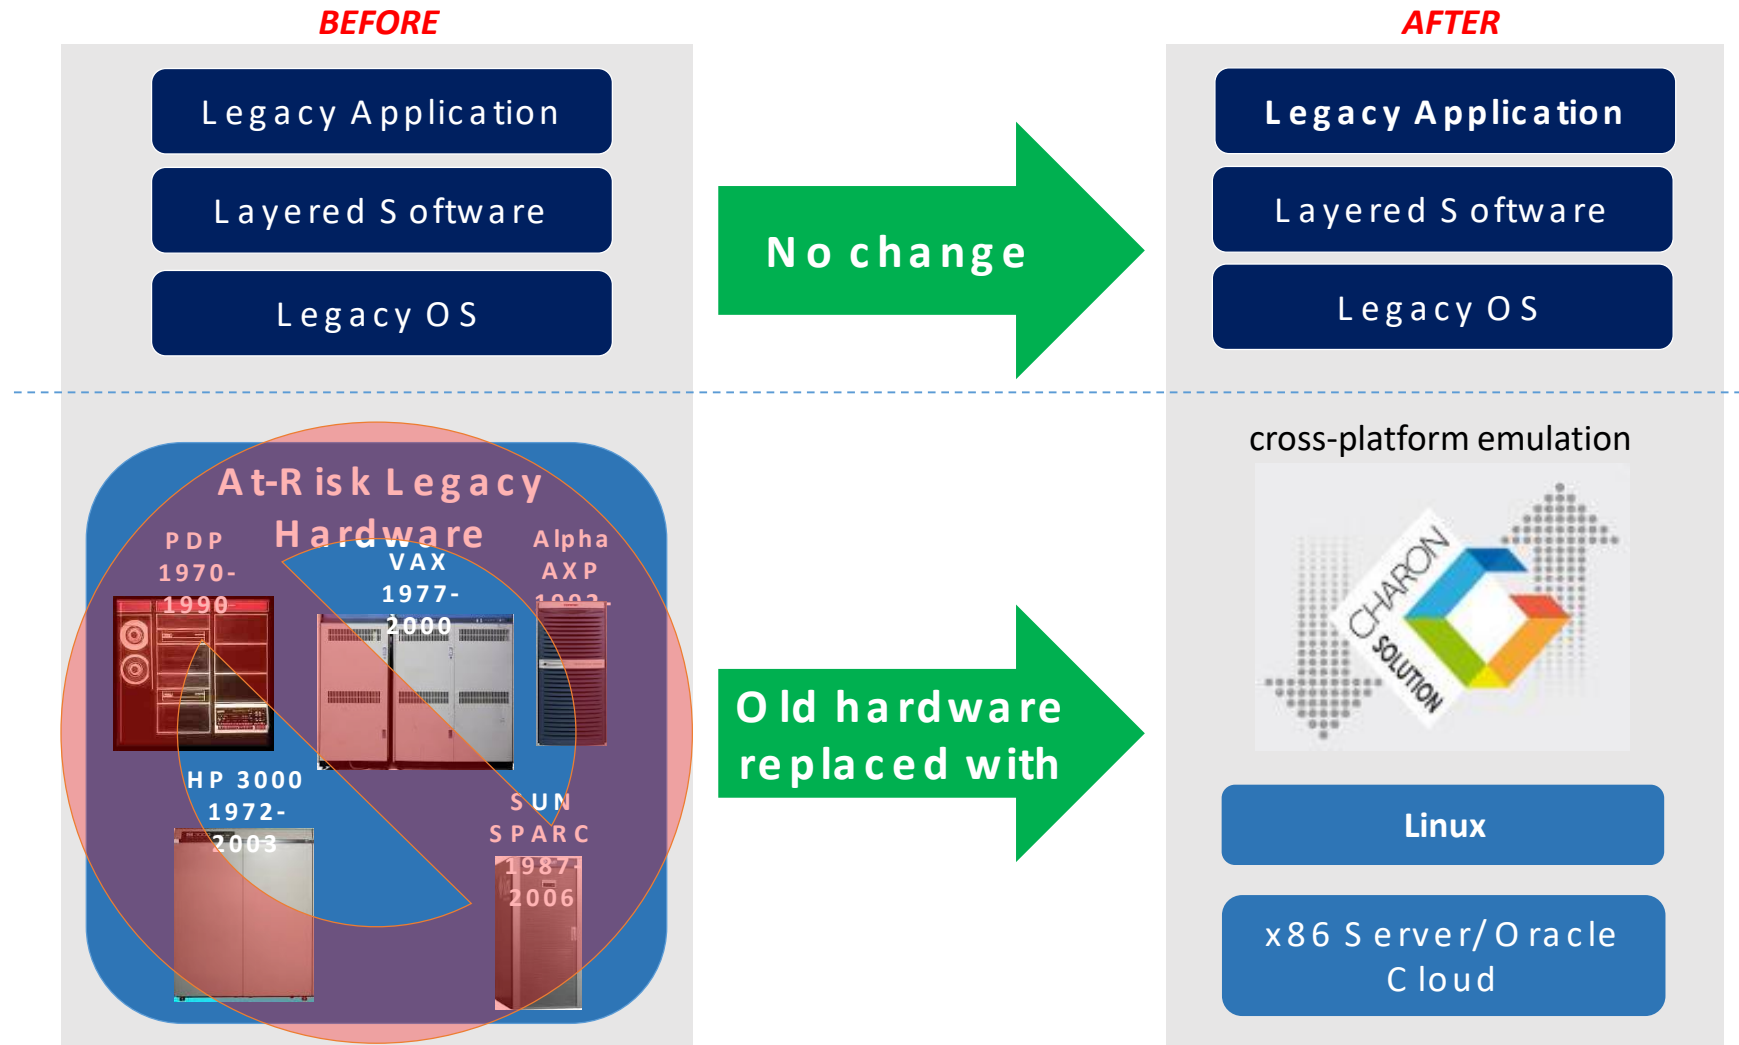 BEFORE
AFTER
Legacy Application
Layered Software
Legacy OS
No change
Legacy Application
Layered Software
Legacy OS
At-Risk Legacy
Hardware
PDP
1970-
1990
VAX
1977-
2000
Alpha
AXP
HP 3000
1972-
2003
SUN
SPARC
1987-
2006
Old hardware
replaced with
cross-platform emulation
CHARON
SOLUTION
Linux
x86 Server/Oracle
Cloud